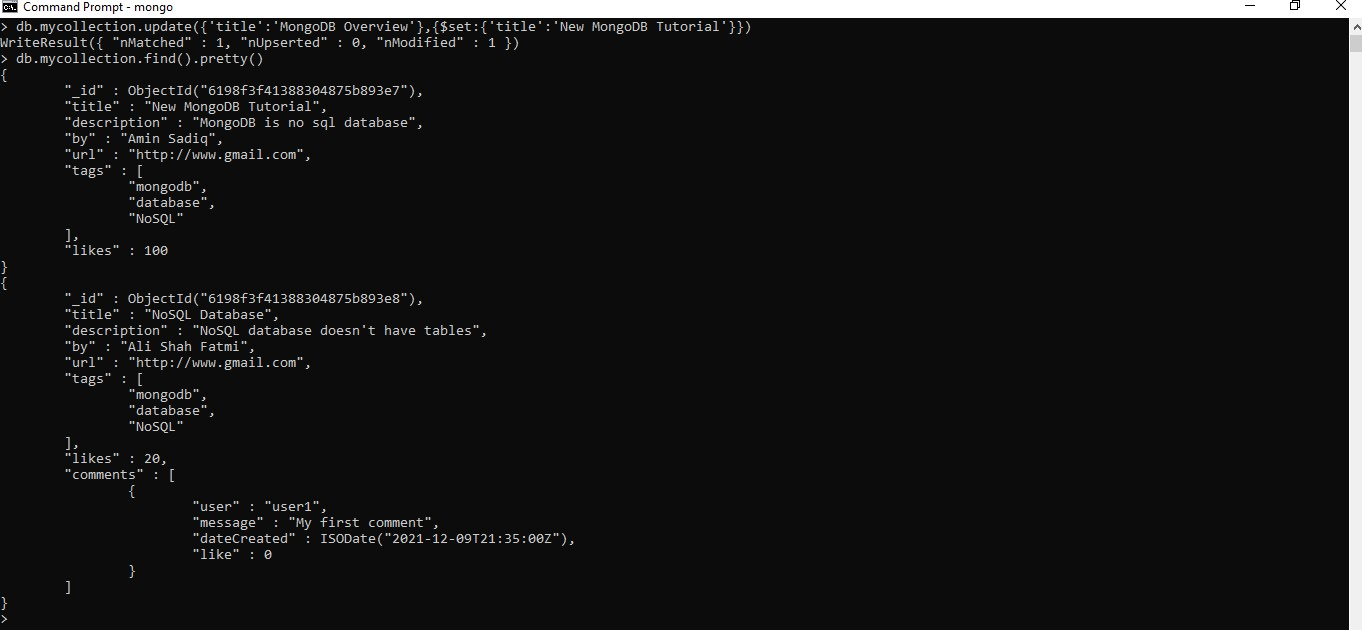 Command Prompt - mongo
> db.mycollection.update({'title':'MongoDB Overview'},{$set:{'title':'New MongoDB Tutorial'}})
WriteResult({ "nMatched" : 1, "nUpserted" : 0, "nModified" : 1 })
> db.mycollection.find().pretty()
{
        "_id" : ObjectId("6198f3f41388304875b893e7"),
        "title" : "New MongoDB Tutorial",
        "description" : "MongoDB is no sql database",
        "by" : "Amin Sadiq",
        "url" : "http://www.gmail.com",
        "tags" : [
                "mongodb",
                "database",
                "NoSQL"
        ],
        "likes" : 100
}
{
        "_id" : ObjectId("6198f3f41388304875b893e8"),
        "title" : "NoSQL Database",
        "description" : "NoSQL database doesn't have tables",
        "by" : "Ali Shah Fatmi",
        "url" : "http://www.gmail.com",
        "tags" : [
                "mongodb",
                "database",
                "NoSQL"
        ],
        "likes" : 20,
        "comments" : [
                {
                        "user" : "user1",
                        "message" : "My first comment",
                        "dateCreated" : ISODate("2021-12-09T21:35:00Z"),
                        "like" : 0
                }
        ]
}
>